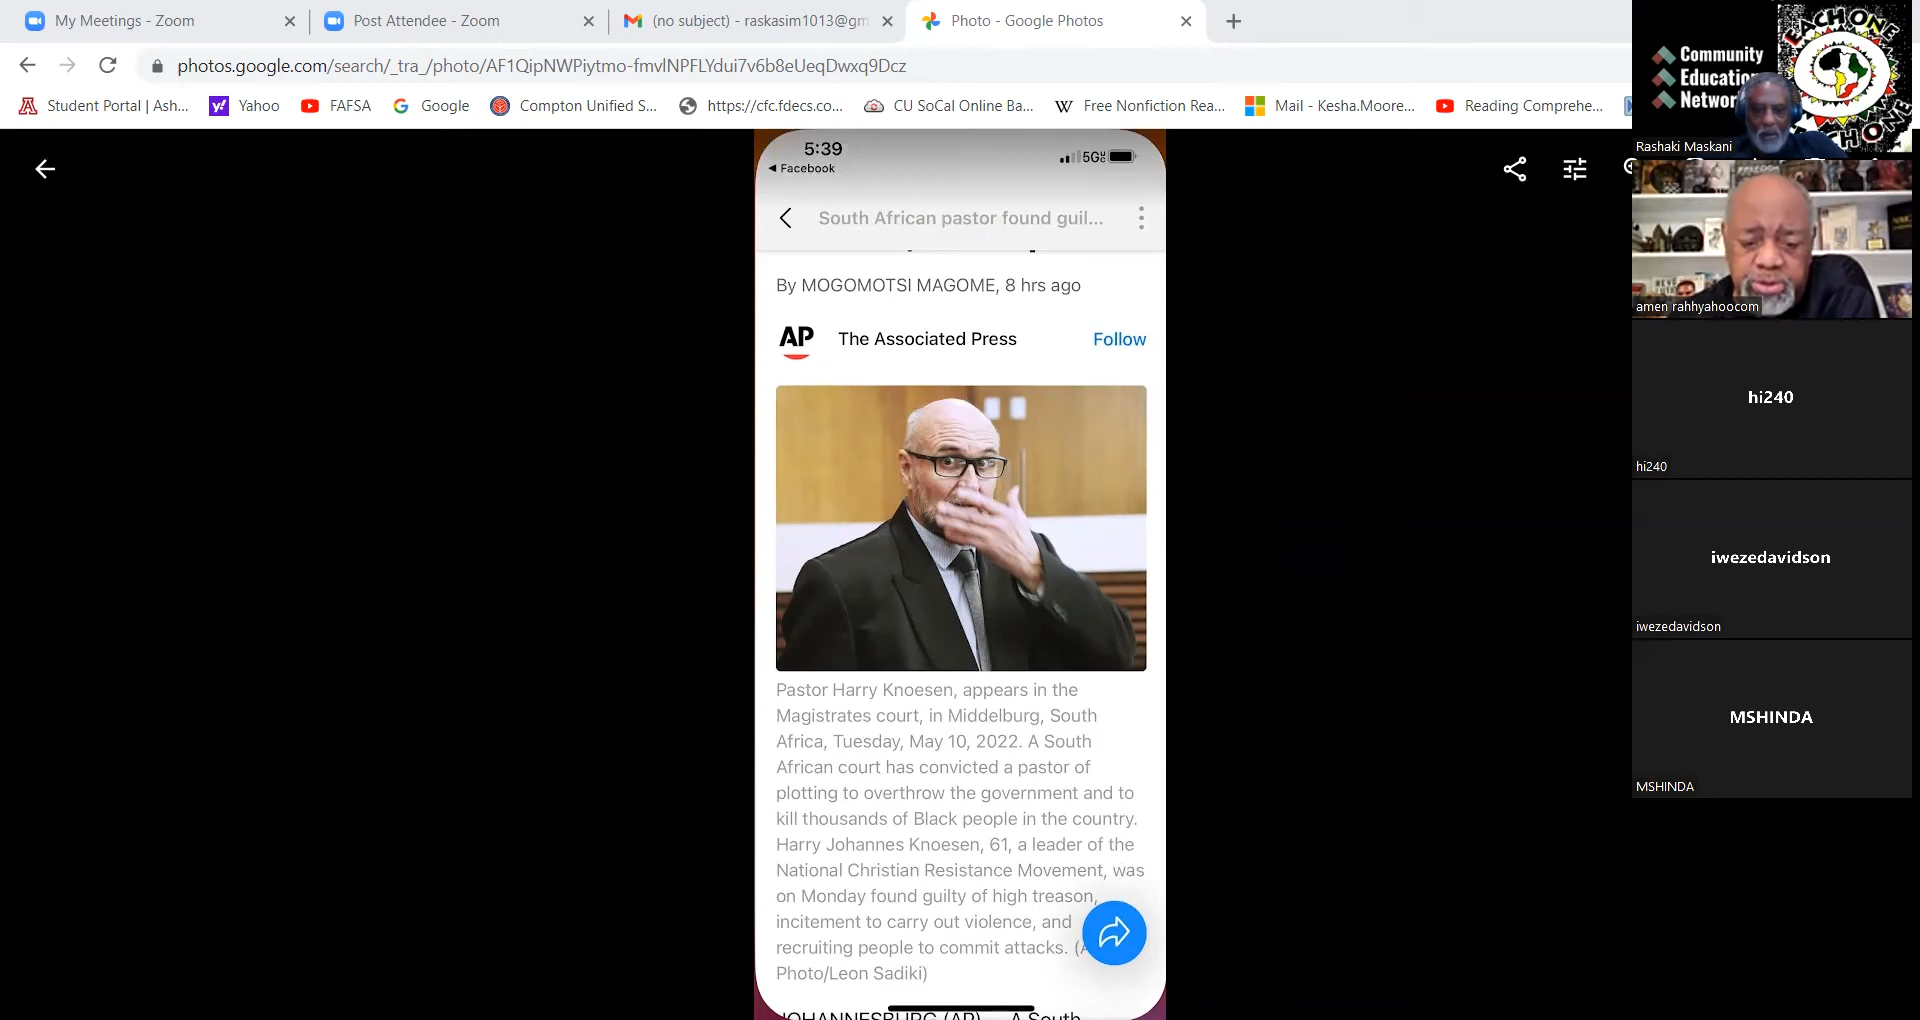 My Meetings - Zoom
Post Attendee - Zoom
(no subject) - raskasim1013@gm
Photo - Google Photos
photos.google.com/search/_tra_/photo/AF1QipNWPiytmo-fmvlNPFLYdui7v6b8eUeqDwxq9Dcz
Student Portal | Ash...
Yahoo
FAFSA
Google
Compton Unified S...
https://cfc.fdecs.co...
CU SoCal Online Ba...
Free Nonfiction Rea...
Mail - Kesha.Moore...
Reading Comprehe...
Community
Education
Network
EACH ONE
Rashaki Maskani
amen rahhyahoocom
hi240
hi240
iwezedavidson
iwezedavidson
MSHINDA
MSHINDA
5:39
5G
Facebook
South African pastor found guil...
By MOGOMOTSI MAGOME, 8 hrs ago
AP
The Associated Press
Follow
Pastor Harry Knoesen, appears in the
Magistrates court, in Middelburg, South
Africa, Tuesday, May 10, 2022. A South
African court has convicted a pastor of
plotting to overthrow the government and to
kill thousands of Black people in the country.
Harry Johannes Knoesen, 61, a leader of the
National Christian Resistance Movement, was
on Monday found guilty of high treason,
incitement to carry out violence, and
recruiting people to commit attacks. (A
Photo/Leon Sadiki)
JOHANNESBURG (AP) — A South